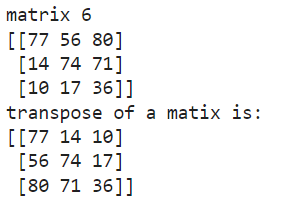 matrix 6
[[77 56 80]
[14 74 71]
[10 17 36]]
transpose of a matix is:
[[77 14 10]
[56 74 17]
[80 71 36]]